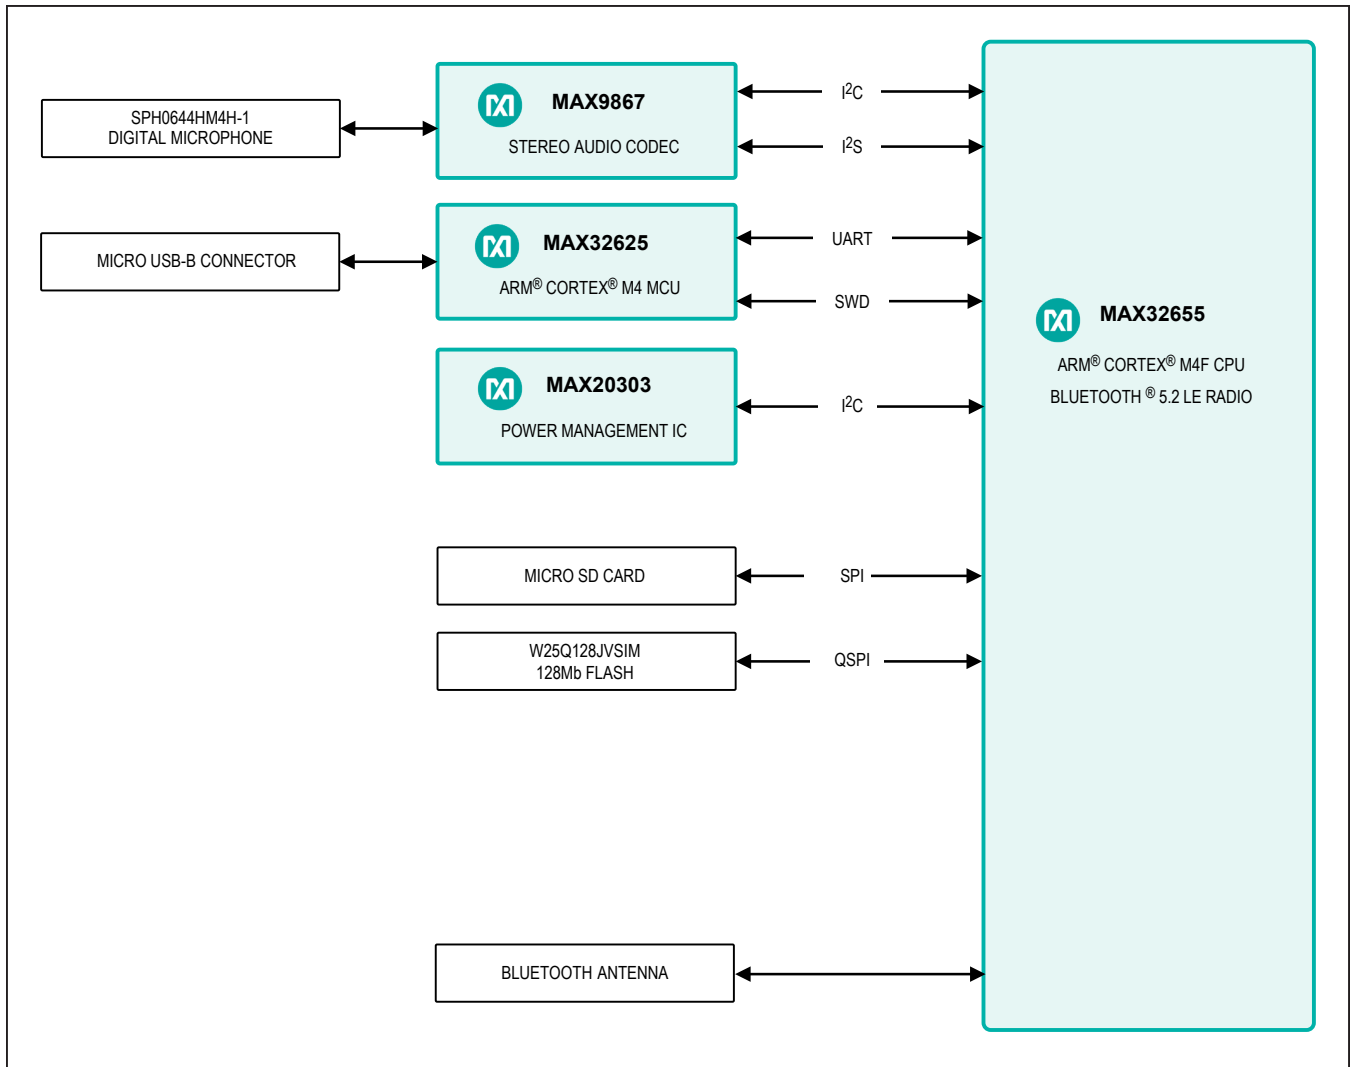 SPH0644HM4H-1
DIGITAL MICROPHONE
MAX9867
STEREO AUDIO CODEC
I²C
I²S
MICRO USB-B CONNECTOR
MAX32625
ARM® CORTEX® M4 MCU
UART
SWD
MAX20303
POWER MANAGEMENT IC
I²C
MICRO SD CARD
SPI
W25Q128JVSIM
128Mb FLASH
QSPI
BLUETOOTH ANTENNA
MAX32655
ARM® CORTEX® M4F CPU
BLUETOOTH ® 5.2 LE RADIO